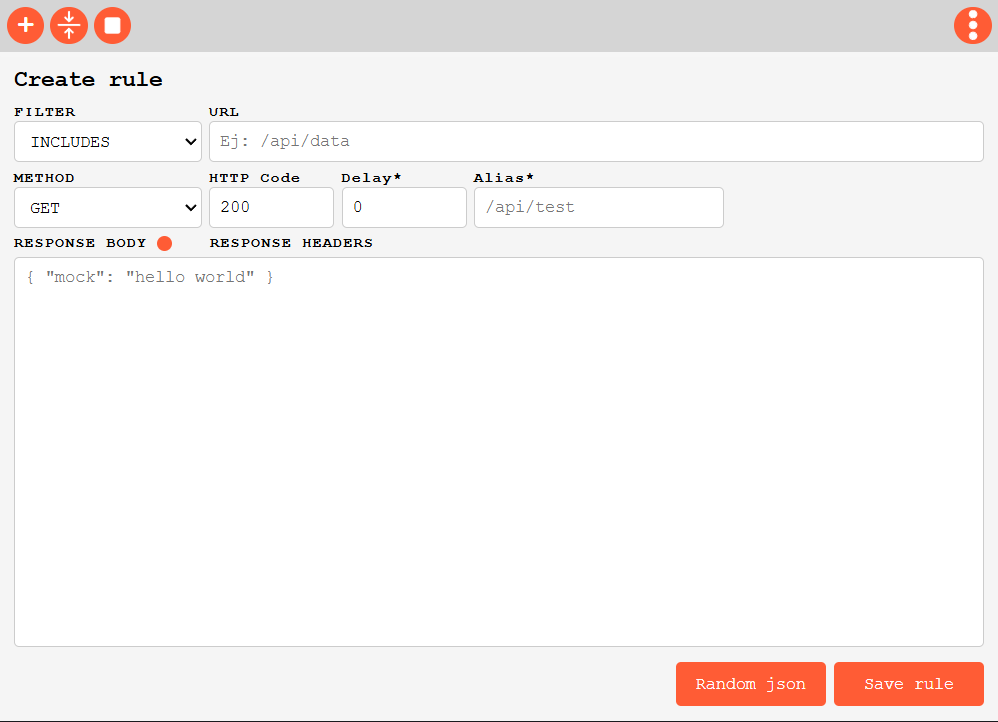 Create rule
FILTER URL
INCLUDES Ej: /api/data
METHOD HTTP Code Delay* Alias*
GET 200 0 /api/test
RESPONSE BODY RESPONSE HEADERS
{ "mock": "hello world" }
Random json Save rule